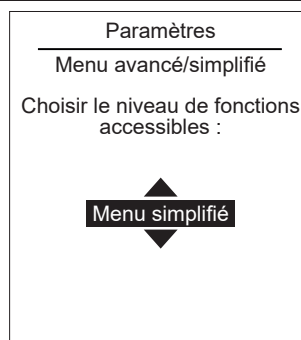 Paramètres
Menu avancé/simplifié
Choisir le niveau de fonctions
accessibles :
Menu simplifié